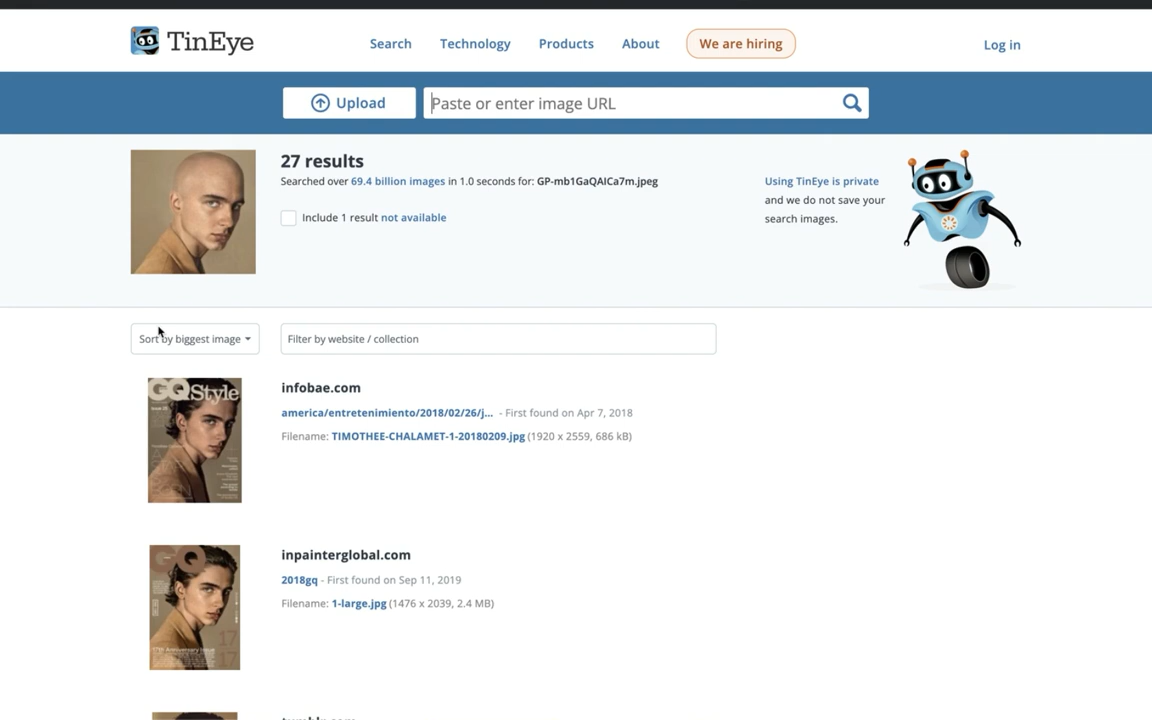 TinEye
Search
Technology
Products
About
We are hiring
Log in
Upload
Paste or enter image URL
27 results
Searched over 69.4 billion images in 1.0 seconds for: GP-mb1GaQAICa7m.jpeg
Include 1 result not available
Using TinEye is private
and we do not save your
search images.
Sort by biggest image
Filter by website / collection
GQ Style
infobae.com
america/entretenimiento/2018/02/26/j... - First found on Apr 7, 2018
Filename: TIMOTHEE-CHALAMET-1-20180209.jpg (1920 x 2559, 686 kB)
GQ
17
17
inpainterglobal.com
2018gq - First found on Sep 11, 2019
Filename: 1-large.jpg (1476 x 2039, 2.4 MB)